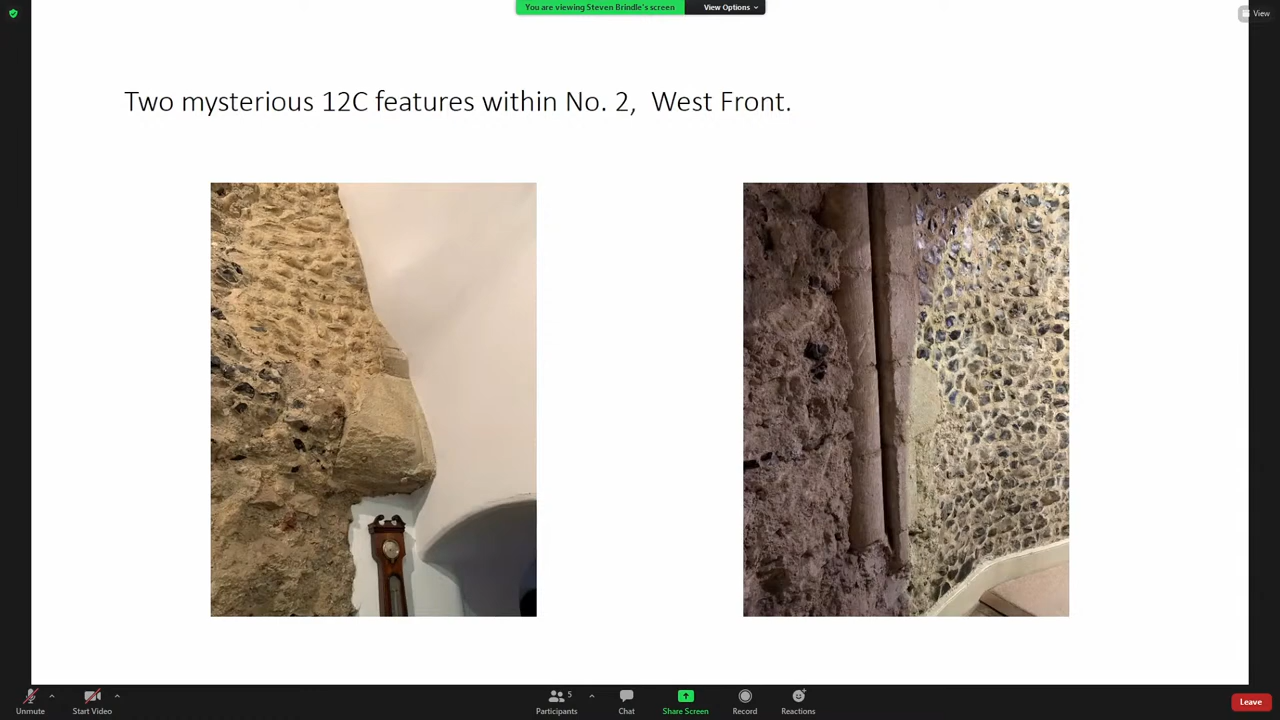 You are viewing Steven Brindle's screen
View Options
View
Two mysterious 12C features within No. 2, West Front.
Unmute
Start Video
Participants
5
Chat
Share Screen
Record
Reactions
Leave